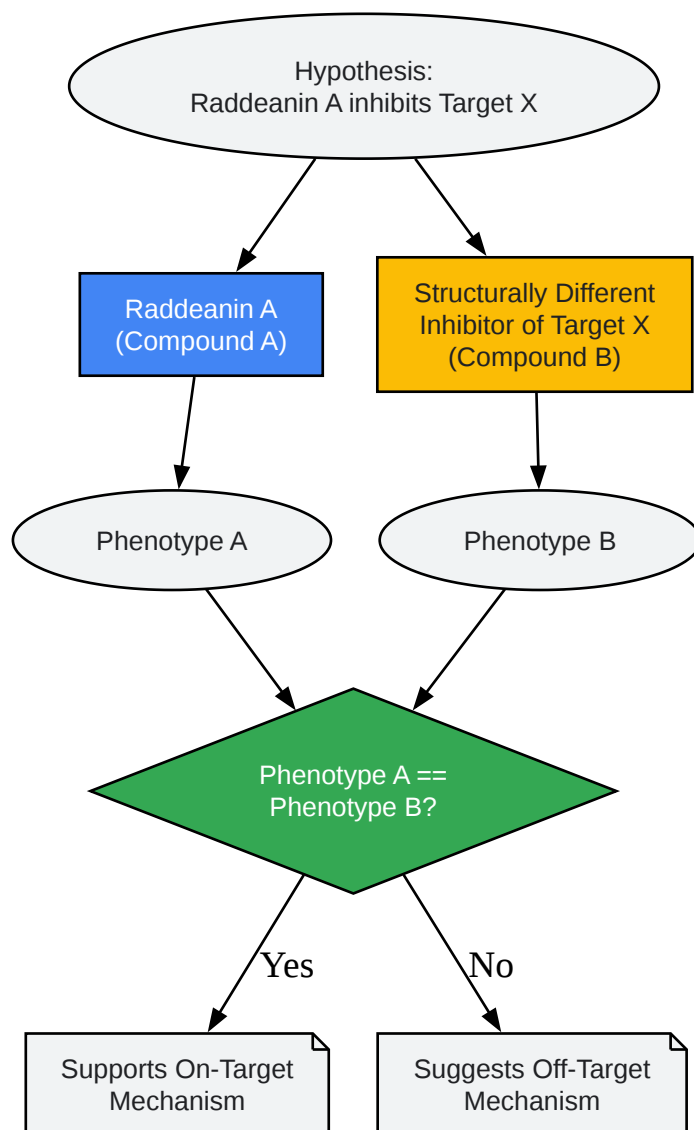 Hypothesis:
Raddeanin A inhibits Target X
Raddeanin A
(Compound A)
Structurally Different
Inhibitor of Target X
(Compound B)
Phenotype A
Phenotype B
Phenotype A ==
Phenotype B?
Yes
No
Supports On-Target
Mechanism
Suggests Off-Target
Mechanism